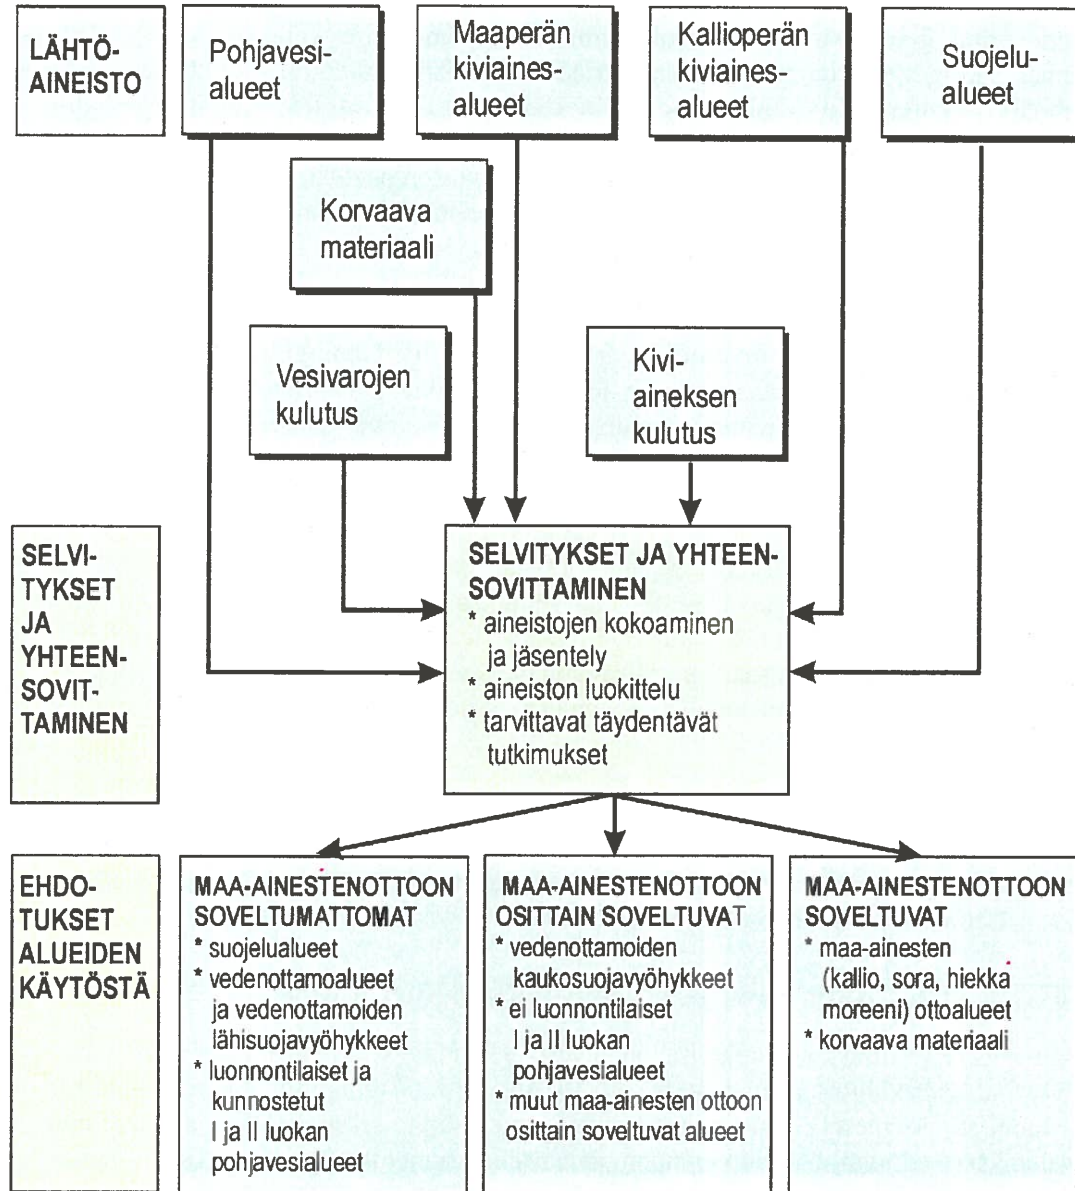 LÄHTÖ-
AINEISTO
Pohjavesi-
alueet
Maaperän
kiviaines-
alueet
Kallioperän
kiviaines-
alueet
Suojelu-
alueet
Korvaava
materiaali
Vesivarojen
kulutus
Kivi-
aineksen
kulutus
SELVI-
TYKSET
JA
YHTEEN-
SOVIT-
TAMINEN
SELVITYKSET JA YHTEEN-
SOVITTAMINEN
* aineistojen kokoaminen
ja jäsentely
* aineiston luokittelu
* tarvittavat täydentävät
tutkimukset
EHDO-
TUKSET
ALUEIDEN
KÄYTÖSTÄ
MAA-AINESTENOTTOON
SOVELTUMATTOMAT
* suojelualueet
* vedenottamoalueet
ja vedenottamoiden
lähisuojavyöhykkeet
* luonnontilaiset ja
kunnostetut
I ja II luokan
pohjavesialueet
MAA-AINESTENOTTOON
OSITTAIN SOVELTUVAT
* vedenottamoiden
kaukosuojavyöhykkeet
* ei luonnontilaiset
I ja II luokan
pohjavesialueet
* muut maa-ainesten ottoon
osittain soveltuvat alueet
MAA-AINESTENOTTOON
SOVELTUVAT
* maa-ainesten
(kallio, sora, hiekka
moreeni) ottoalueet
* korvaava materiaali